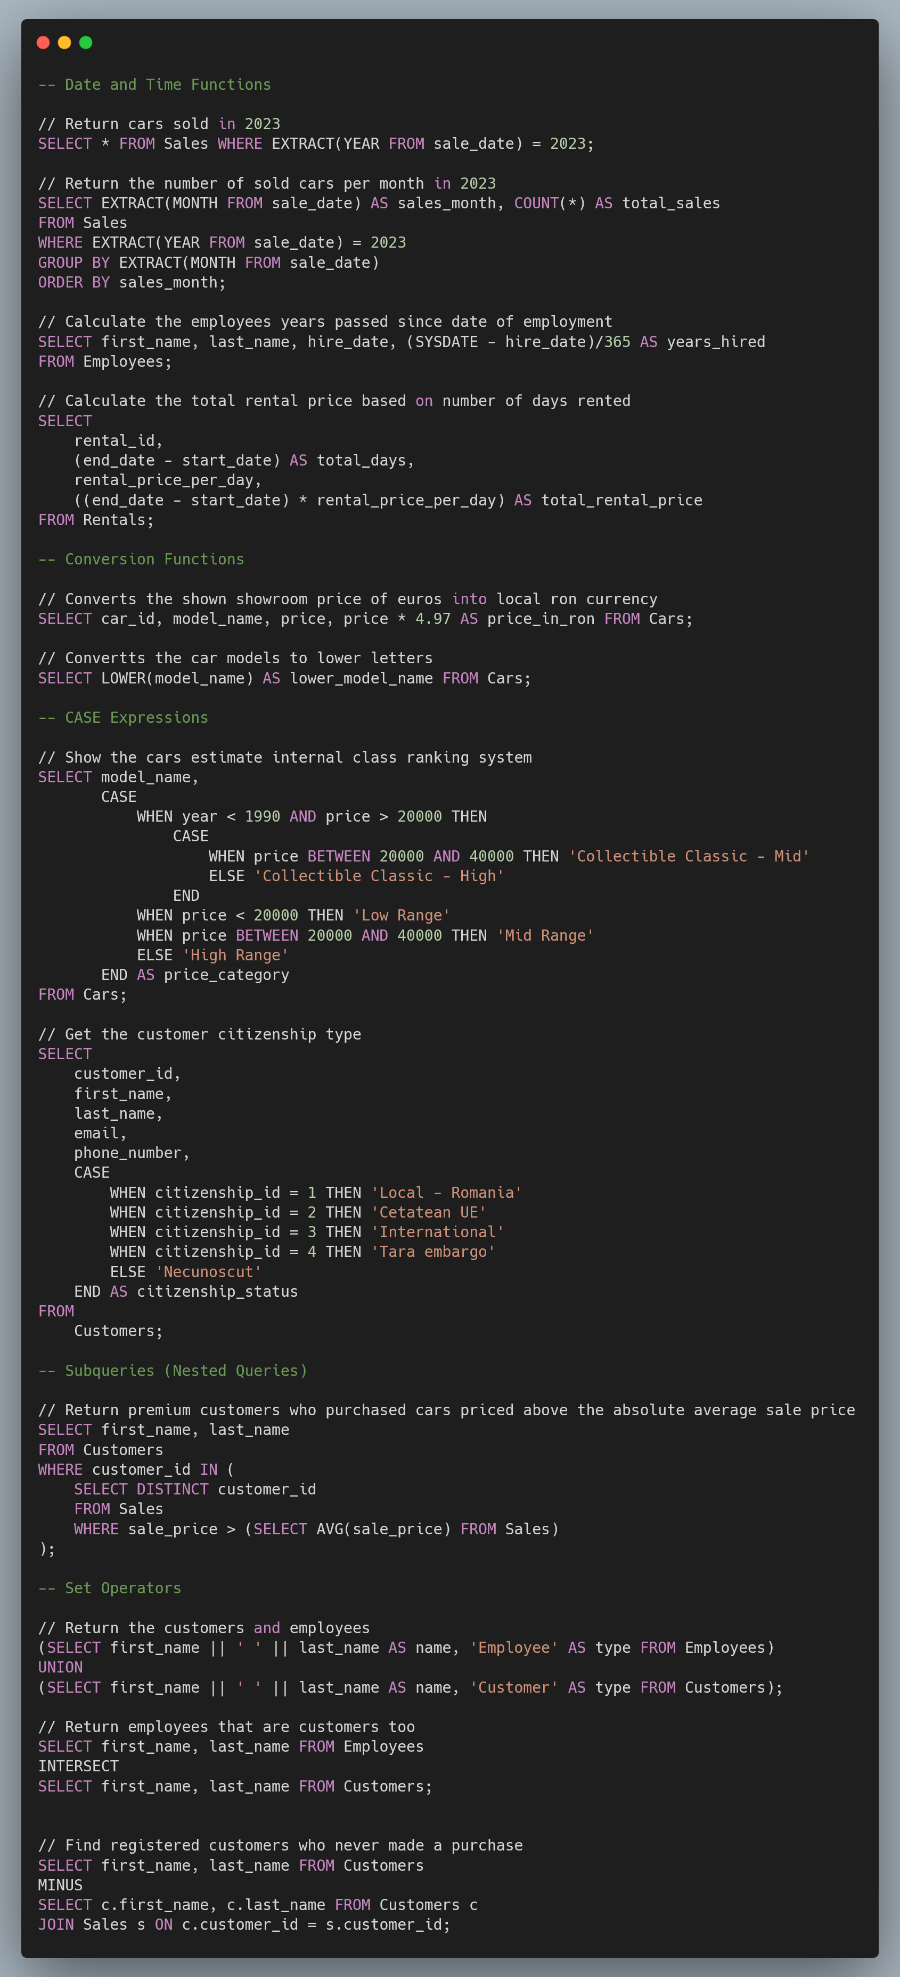 -- Date and Time Functions
// Return cars sold in 2023
SELECT * FROM Sales WHERE EXTRACT(YEAR FROM sale_date) = 2023;
// Return the number of sold cars per month in 2023
SELECT EXTRACT(MONTH FROM sale_date) AS sales_month, COUNT(*) AS total_sales
FROM Sales
WHERE EXTRACT(YEAR FROM sale_date) = 2023
GROUP BY EXTRACT(MONTH FROM sale_date)
ORDER BY sales_month;
// Calculate the employees years passed since date of employment
SELECT first_name, last_name, hire_date, (SYSDATE - hire_date)/365 AS years_hired
FROM Employees;
// Calculate the total rental price based on number of days rented
SELECT
    rental_id,
    (end_date - start_date) AS total_days,
    rental_price_per_day,
    ((end_date - start_date) * rental_price_per_day) AS total_rental_price
FROM Rentals;
-- Conversion Functions
// Converts the shown showroom price of euros into local ron currency
SELECT car_id, model_name, price, price * 4.97 AS price_in_ron FROM Cars;
// Convertts the car models to lower letters
SELECT LOWER(model_name) AS lower_model_name FROM Cars;
-- CASE Expressions
// Show the cars estimate internal class ranking system
SELECT model_name,
       CASE
           WHEN year < 1990 AND price > 20000 THEN
               CASE
                   WHEN price BETWEEN 20000 AND 40000 THEN 'Collectible Classic - Mid'
                   ELSE 'Collectible Classic - High'
               END
           WHEN price < 20000 THEN 'Low Range'
           WHEN price BETWEEN 20000 AND 40000 THEN 'Mid Range'
           ELSE 'High Range'
       END AS price_category
FROM Cars;
// Get the customer citizenship type
SELECT
    customer_id,
    first_name,
    last_name,
    email,
    phone_number,
    CASE
        WHEN citizenship_id = 1 THEN 'Local - Romania'
        WHEN citizenship_id = 2 THEN 'Cetatean UE'
        WHEN citizenship_id = 3 THEN 'International'
        WHEN citizenship_id = 4 THEN 'Tara embargo'
        ELSE 'Necunoscut'
    END AS citizenship_status
FROM
    Customers;
-- Subqueries (Nested Queries)
// Return premium customers who purchased cars priced above the absolute average sale price
SELECT first_name, last_name
FROM Customers
WHERE customer_id IN (
    SELECT DISTINCT customer_id
    FROM Sales
    WHERE sale_price > (SELECT AVG(sale_price) FROM Sales)
);
-- Set Operators
// Return the customers and employees
(SELECT first_name || ' ' || last_name AS name, 'Employee' AS type FROM Employees)
UNION
(SELECT first_name || ' ' || last_name AS name, 'Customer' AS type FROM Customers);
// Return employees that are customers too
SELECT first_name, last_name FROM Employees
INTERSECT
SELECT first_name, last_name FROM Customers;
// Find registered customers who never made a purchase
SELECT first_name, last_name FROM Customers
MINUS
SELECT c.first_name, c.last_name FROM Customers c
JOIN Sales s ON c.customer_id = s.customer_id;